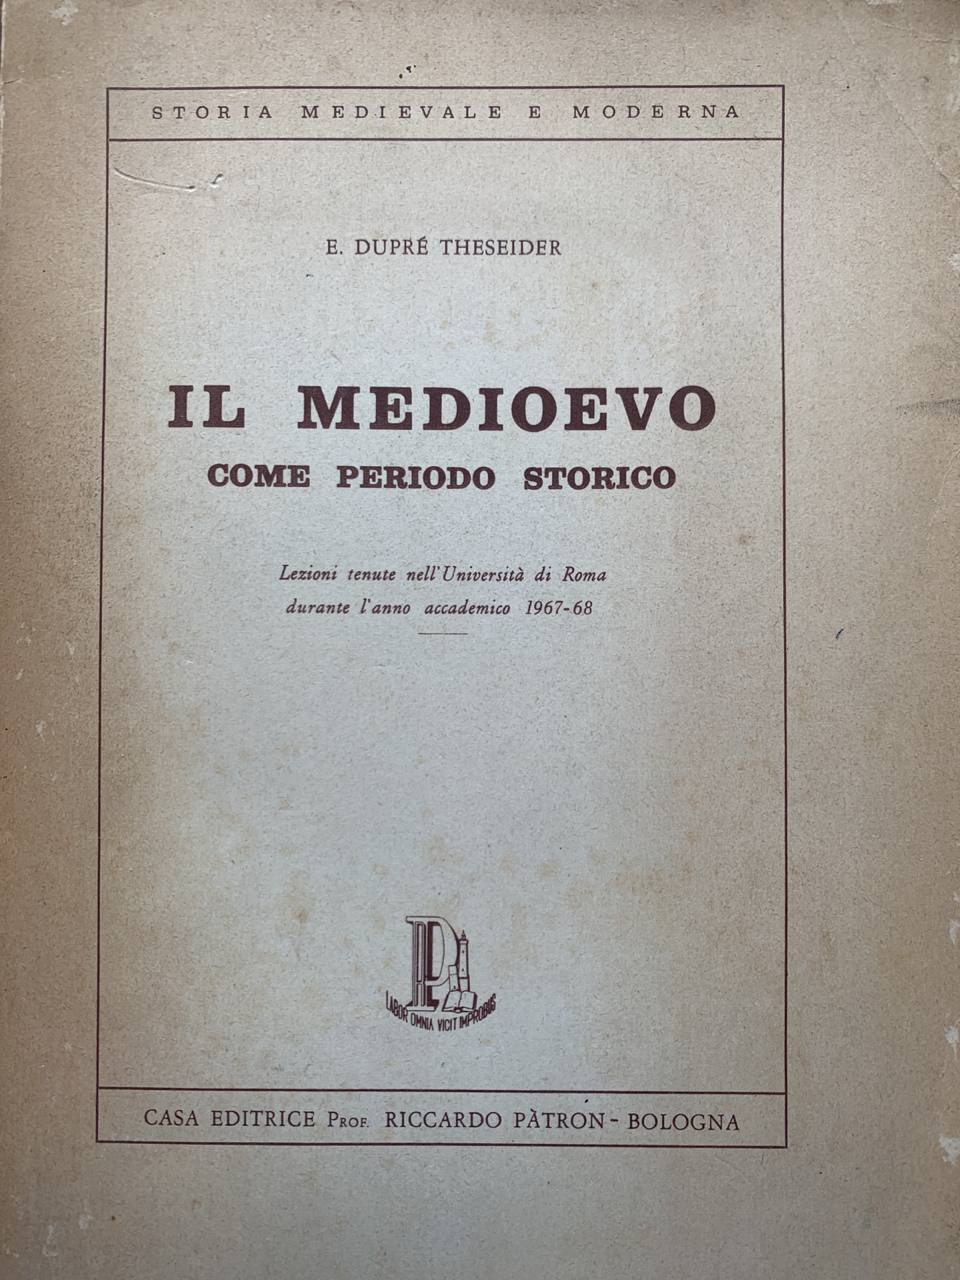 STORIA MEDIEVALE E MODERNA
E. DUPRÉ THESEIDER
IL MEDIOEVO
COME PERIODO STORICO
Lezioni tenute nell'Università di Roma
durante l'anno accademico 1967-68
P
LABOR OMNIA VICIT IMPROBUS
CASA EDITRICE Prof. RICCARDO PÀTRON - BOLOGNA